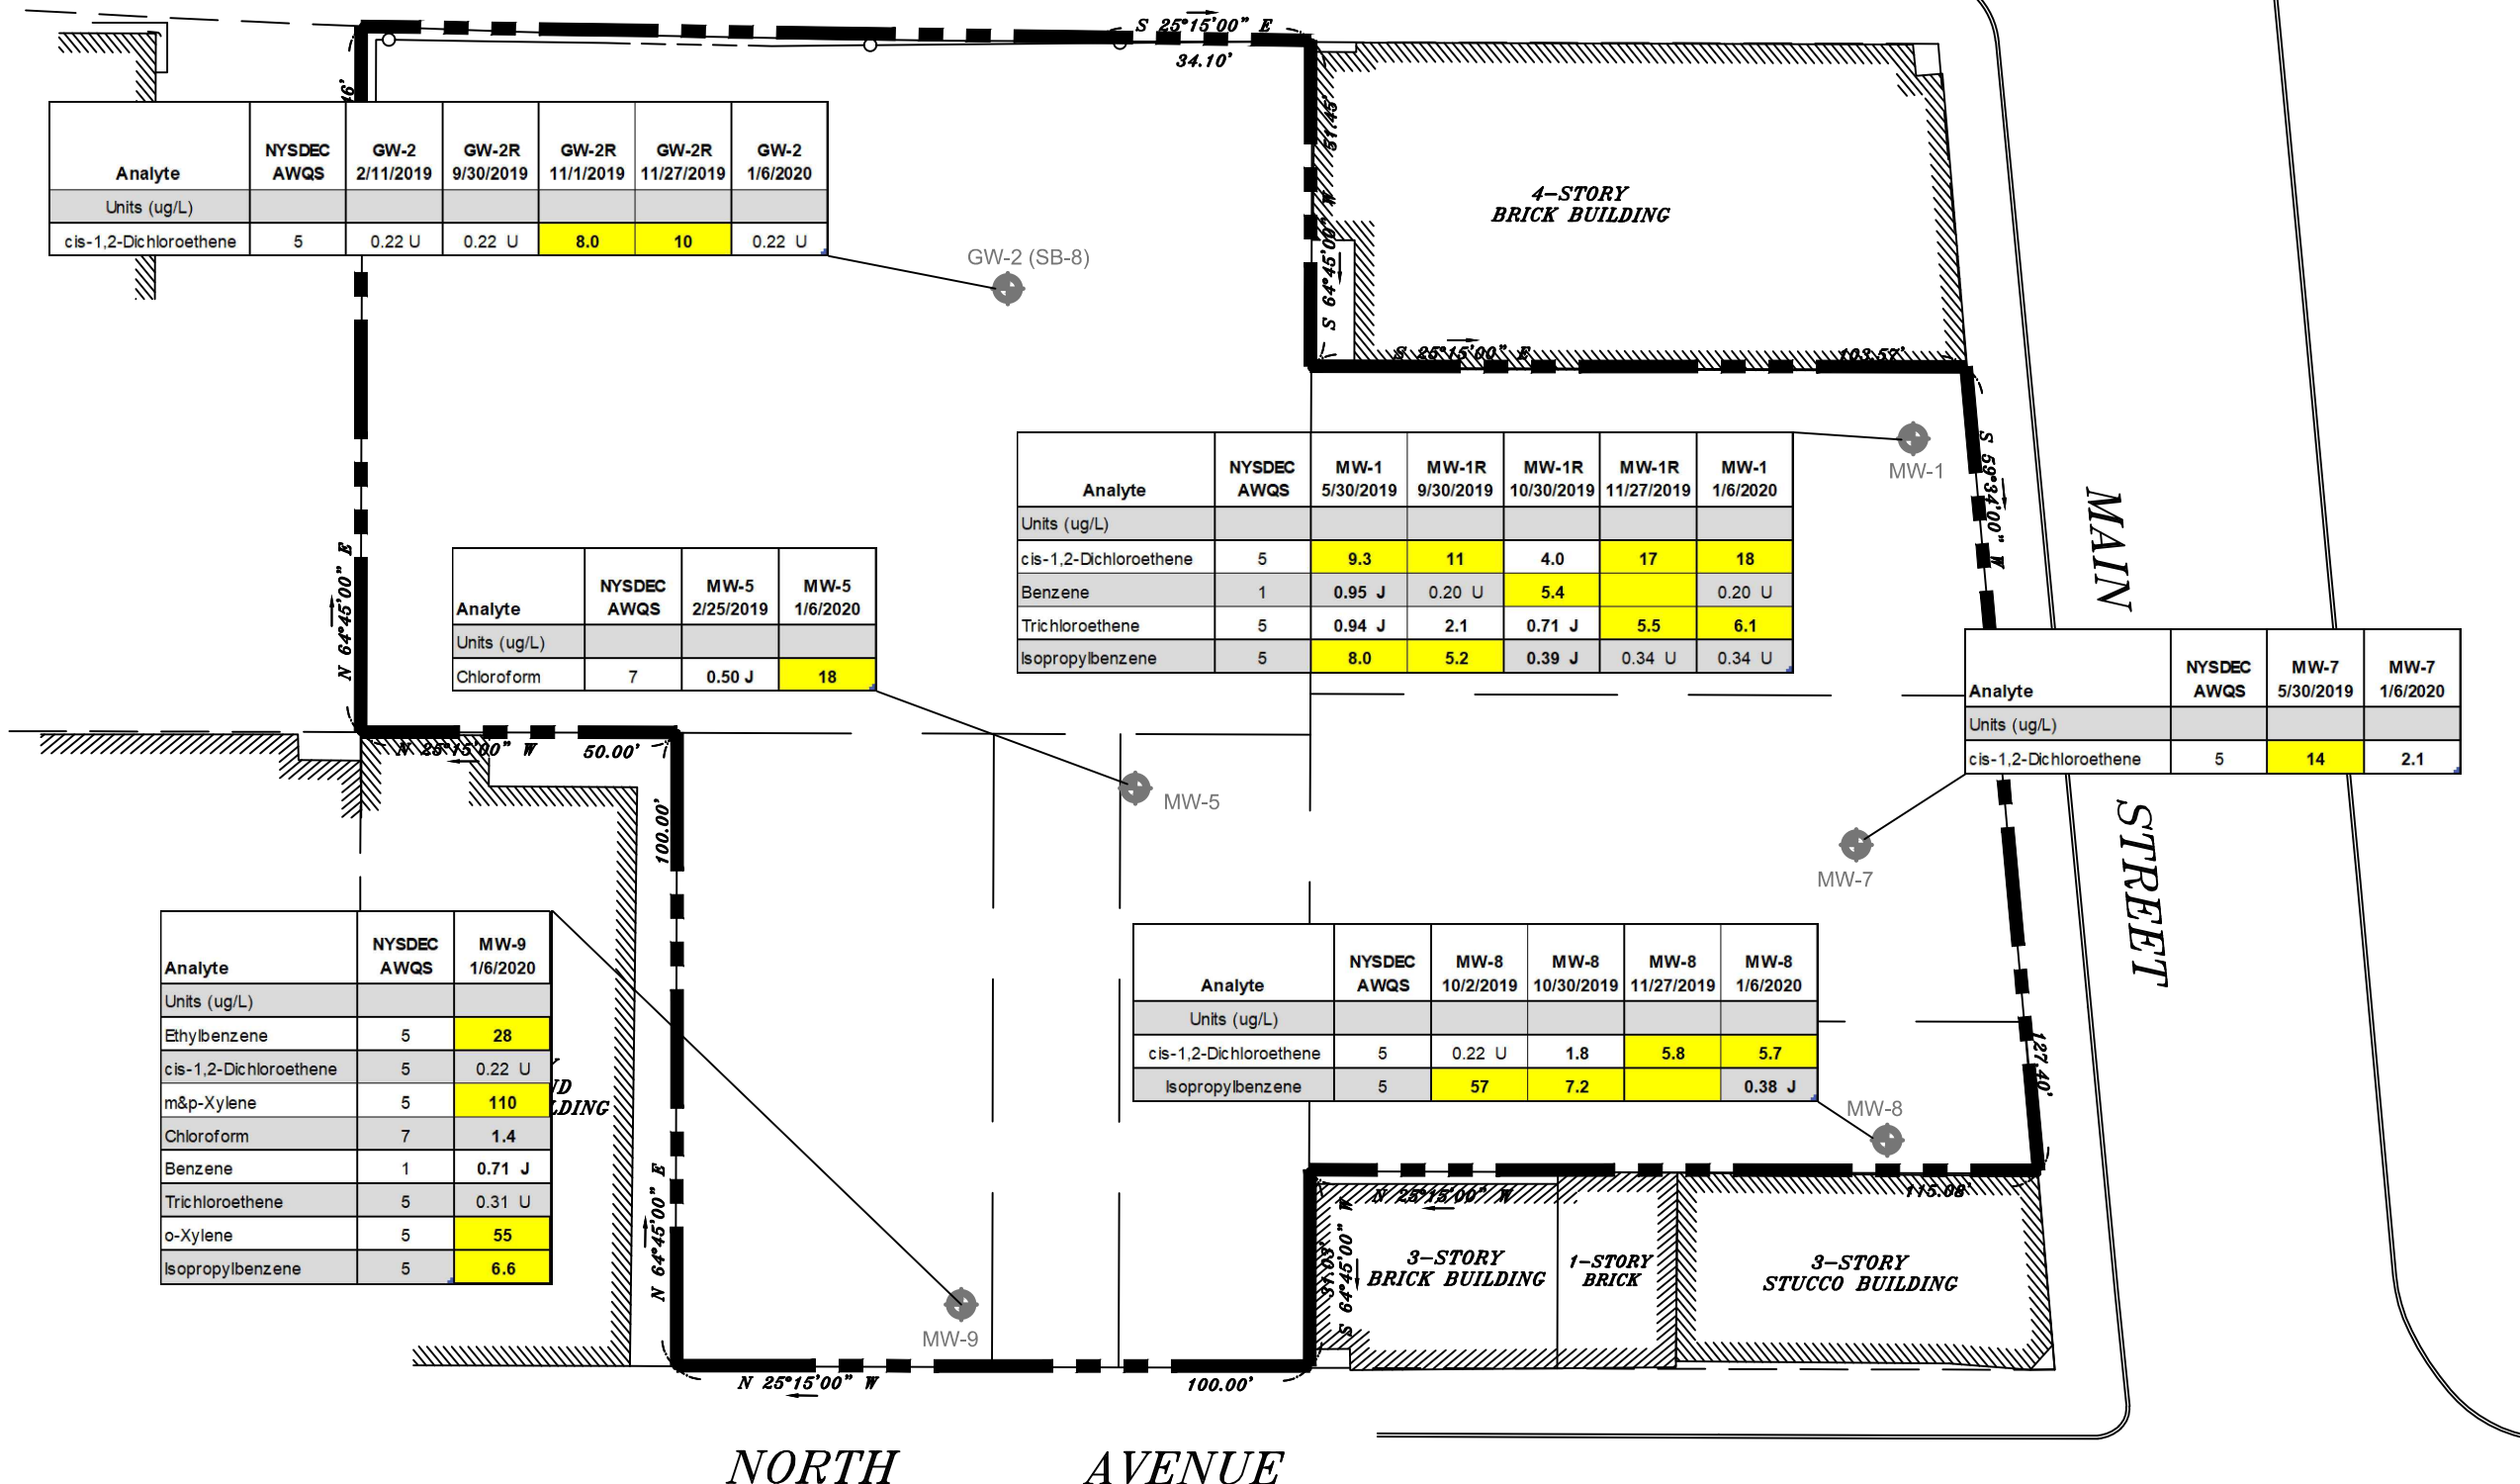 S 25°15'00" E
34.10'
46'
Analyte NYSDEC AWQS GW-2 2/11/2019 GW-2R 9/30/2019 GW-2R 11/1/2019 GW-2R 11/27/2019 GW-2 1/6/2020
Units (ug/L)
cis-1,2-Dichloroethene 5 0.22 U 0.22 U 8.0 10 0.22 U
GW-2 (SB-8)
51.45'
S 64°45'00" W
4-STORY
BRICK BUILDING
S 25°15'00" E
103.57'
Analyte NYSDEC AWQS MW-1 5/30/2019 MW-1R 9/30/2019 MW-1R 10/30/2019 MW-1R 11/27/2019 MW-1 1/6/2020
Units (ug/L)
cis-1,2-Dichloroethene 5 9.3 11 4.0 17 18
Benzene 1 0.95 J 0.20 U 5.4 0.20 U
Trichloroethene 5 0.94 J 2.1 0.71 J 5.5 6.1
Isopropylbenzene 5 8.0 5.2 0.39 J 0.34 U 0.34 U
MW-1
S 59°34'00" W
MAIN
STREET
N 64°45'00" E
Analyte NYSDEC AWQS MW-5 2/25/2019 MW-5 1/6/2020
Units (ug/L)
Chloroform 7 0.50 J 18
MW-5
Analyte NYSDEC AWQS MW-7 5/30/2019 MW-7 1/6/2020
Units (ug/L)
cis-1,2-Dichloroethene 5 14 2.1
MW-7
N 25°15'00" W
50.00'
100.00'
Analyte NYSDEC AWQS MW-9 1/6/2020
Units (ug/L)
Ethylbenzene 5 28
cis-1,2-Dichloroethene 5 0.22 U
m&p-Xylene 5 110
Chloroform 7 1.4
Benzene 1 0.71 J
Trichloroethene 5 0.31 U
o-Xylene 5 55
Isopropylbenzene 5 6.6
LDING
MW-9
Analyte NYSDEC AWQS MW-8 10/2/2019 MW-8 10/30/2019 MW-8 11/27/2019 MW-8 1/6/2020
Units (ug/L)
cis-1,2-Dichloroethene 5 0.22 U 1.8 5.8 5.7
Isopropylbenzene 5 57 7.2 0.38 J
MW-8
127.40'
N 64°45'00" E
N 25°15'00" W
115.08'
S 64°45'00" W
3-STORY
BRICK BUILDING
1-STORY
BRICK
3-STORY
STUCCO BUILDING
N 25°15'00" W
100.00'
NORTH AVENUE